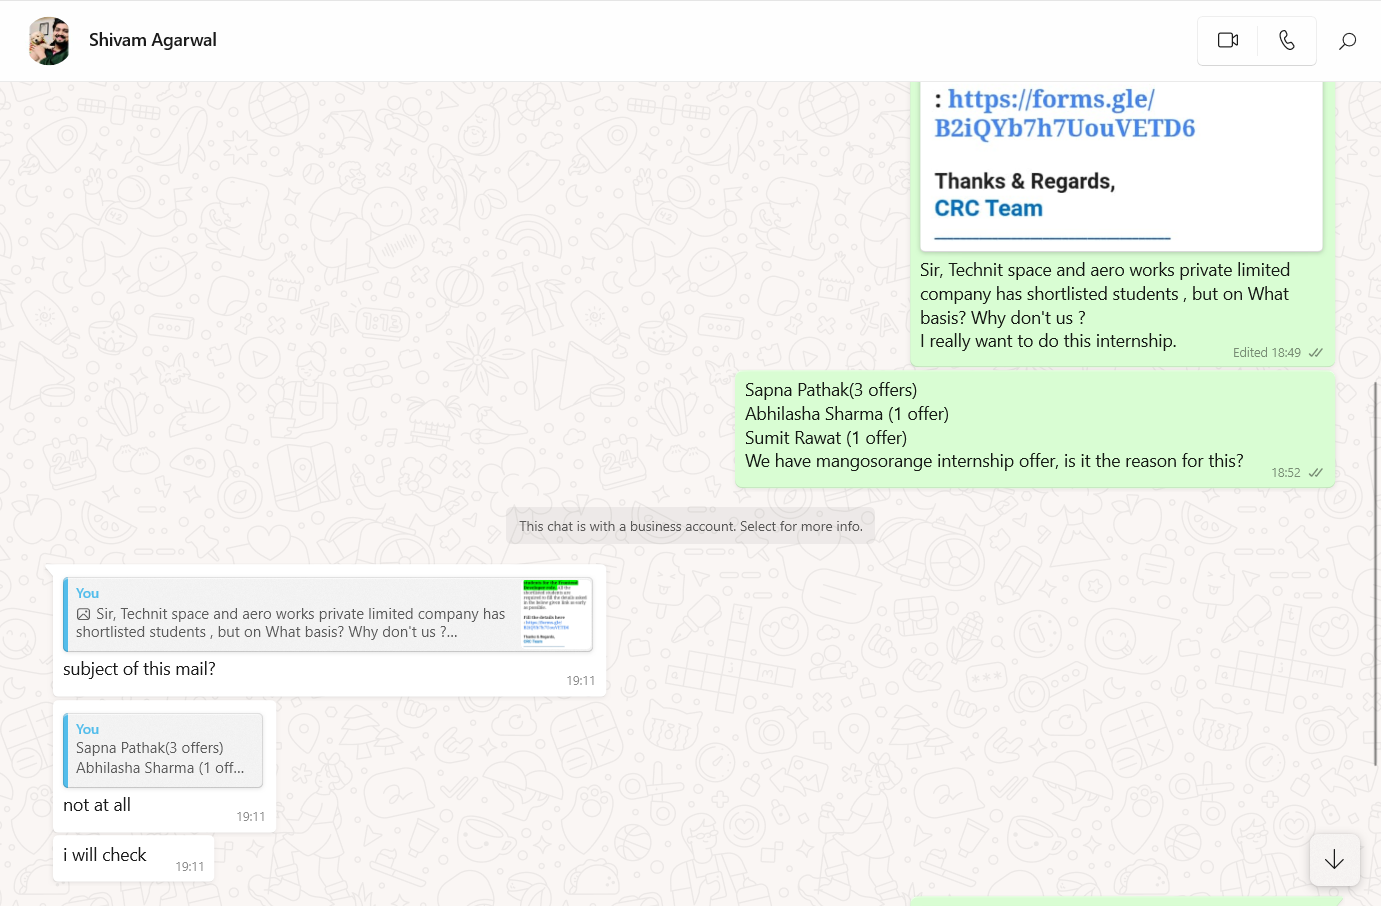 Shivam Agarwal
: https://forms.gle/
B2iQYb7h7UouVETD6
Thanks & Regards,
CRC Team
Sir, Technit space and aero works private limited
company has shortlisted students , but on What
basis? Why don't us ?
I really want to do this internship.
Edited 18:49
Sapna Pathak(3 offers)
Abhilasha Sharma (1 offer)
Sumit Rawat (1 offer)
We have mangosorange internship offer, is it the reason for this?
18:52
This chat is with a business account. Select for more info.
You
Sir, Technit space and aero works private limited company has
shortlisted students , but on What basis? Why don't us ?...
subject of this mail?
19:11
You
Sapna Pathak(3 offers)
Abhilasha Sharma (1 off...
not at all
19:11
i will check
19:11